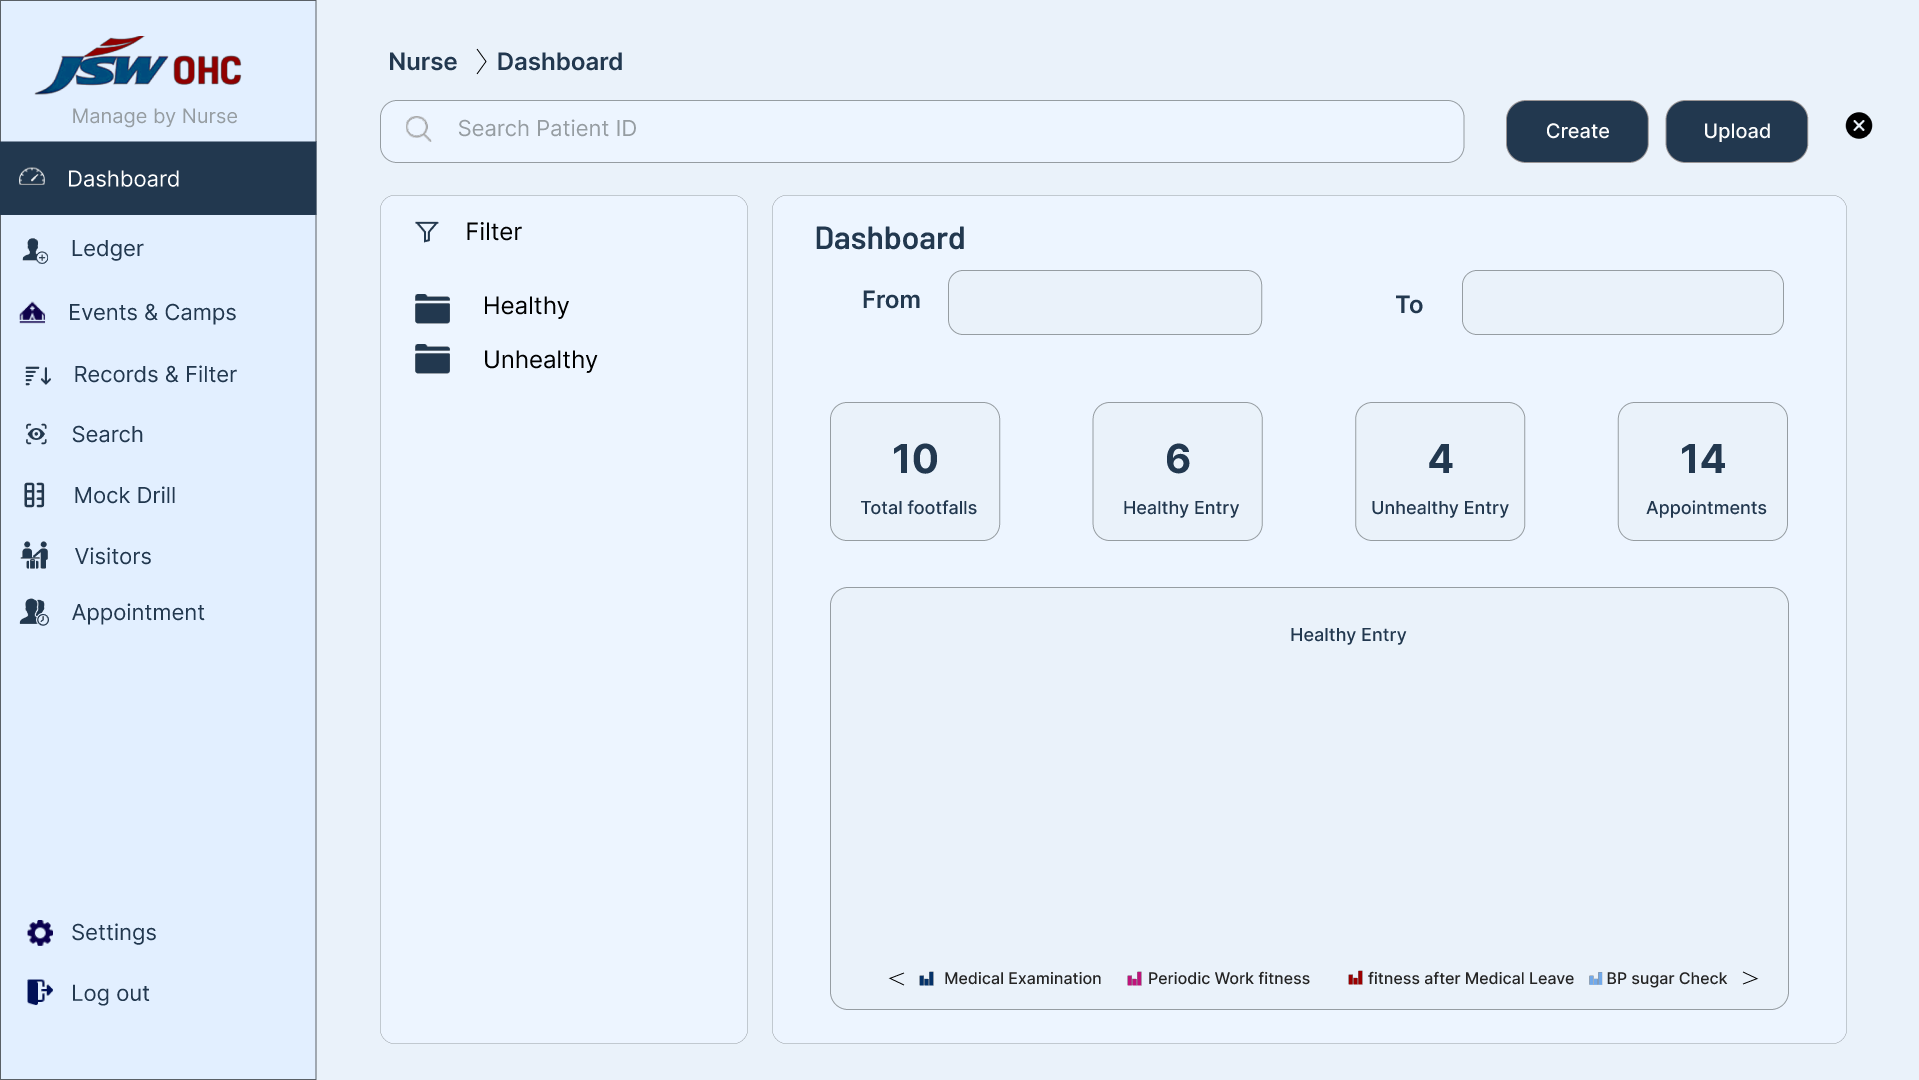 JSW OHC
Manage by Nurse
Dashboard
Ledger
Events & Camps
Records & Filter
Search
Mock Drill
Visitors
Appointment
Settings
Log out
Nurse > Dashboard
Search Patient ID
Create
Upload
Filter
Healthy
Unhealthy
Dashboard
From
To
10
Total footfalls
6
Healthy Entry
4
Unhealthy Entry
14
Appointments
Healthy Entry
< Medical Examination Periodic Work fitness fitness after Medical Leave BP sugar Check >